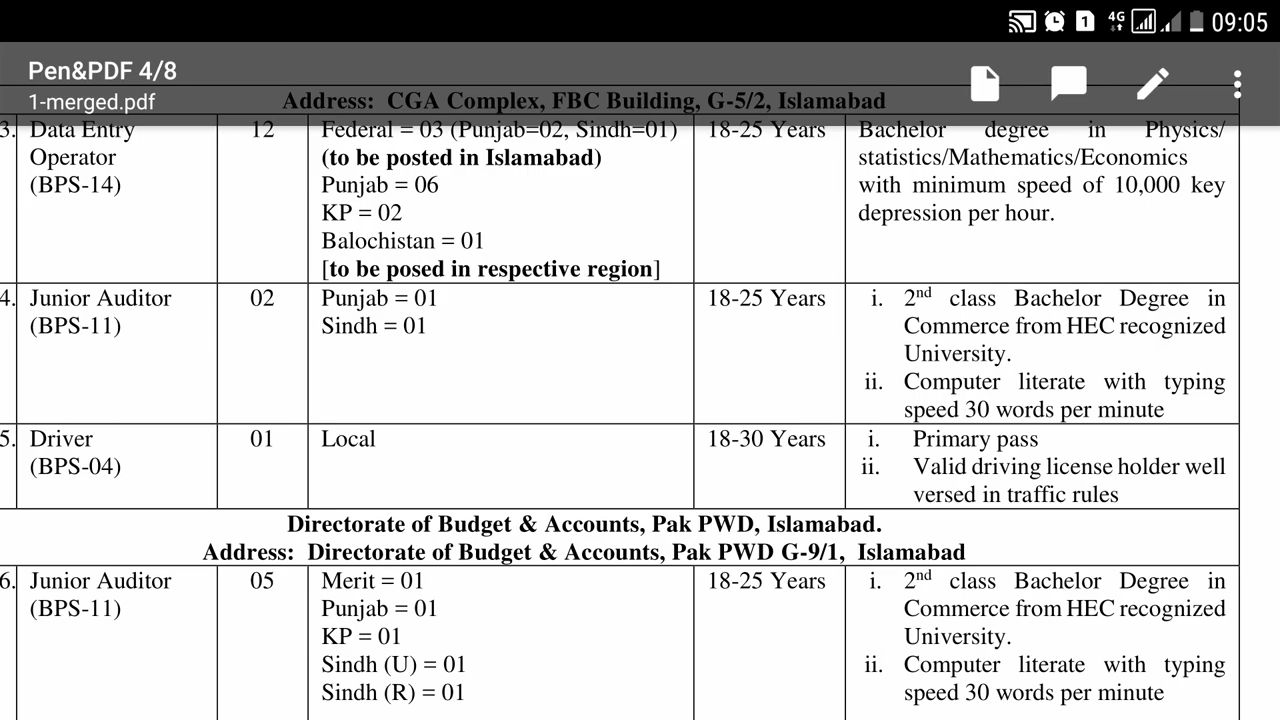 1 4G 09:05
Pen&PDF 4/8
1-merged.pdf
Address: CGA Complex, FBC Building, G-5/2, Islamabad
3. Data Entry Operator (BPS-14)
12
Federal = 03 (Punjab=02, Sindh=01)
(to be posted in Islamabad)
Punjab = 06
KP = 02
Balochistan = 01
[to be posed in respective region]
18-25 Years
Bachelor degree in Physics/
statistics/Mathematics/Economics
with minimum speed of 10,000 key
depression per hour.
4. Junior Auditor
(BPS-11)
02
Punjab = 01
Sindh = 01
18-25 Years
i. 2nd class Bachelor Degree in
Commerce from HEC recognized
University.
ii. Computer literate with typing
speed 30 words per minute
5. Driver
(BPS-04)
01
Local
18-30 Years
i. Primary pass
ii. Valid driving license holder well
versed in traffic rules
Directorate of Budget & Accounts, Pak PWD, Islamabad.
Address: Directorate of Budget & Accounts, Pak PWD G-9/1, Islamabad
6. Junior Auditor
(BPS-11)
05
Merit = 01
Punjab = 01
KP = 01
Sindh (U) = 01
Sindh (R) = 01
18-25 Years
i. 2nd class Bachelor Degree in
Commerce from HEC recognized
University.
ii. Computer literate with typing
speed 30 words per minute